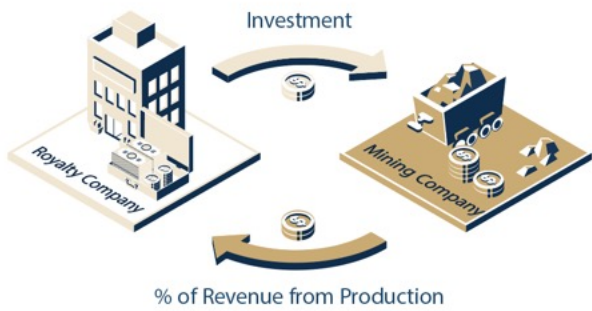 Investment
Royalty Company
Mining Company
% of Revenue from Production